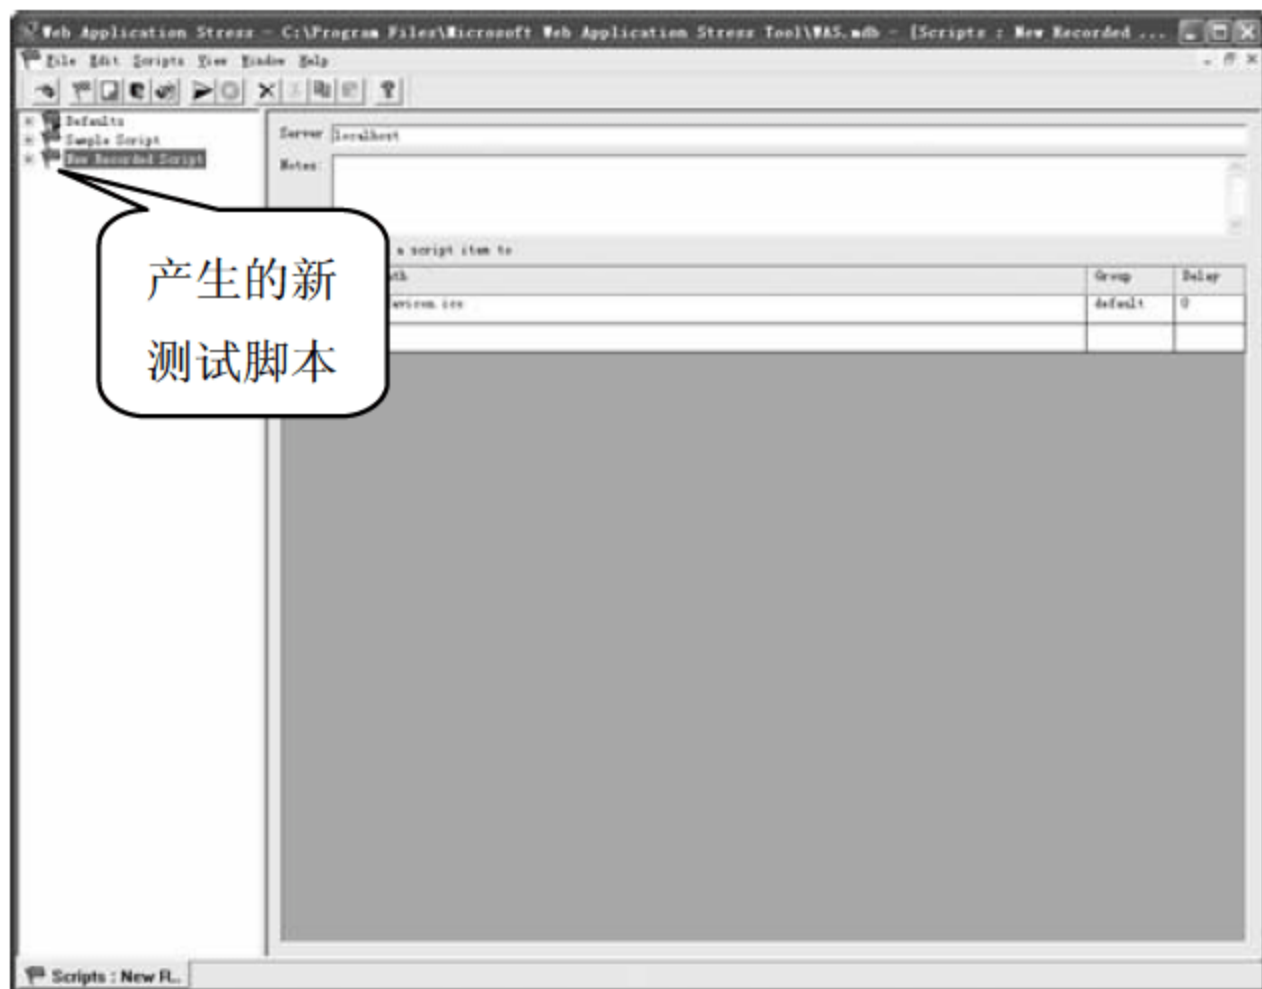 Web Application Stress - C:\Program Files\Microsoft Web Application Stress Tool\WAS.mdb - [Scripts : New Recorded ...
File Edit Scripts View Window Help
Defaults
Sample Script
New Recorded Script
Server localhost
Notes:
a script item to
Group Delay
avicon.ico default 0
产生的新
测试脚本
Scripts : New R...